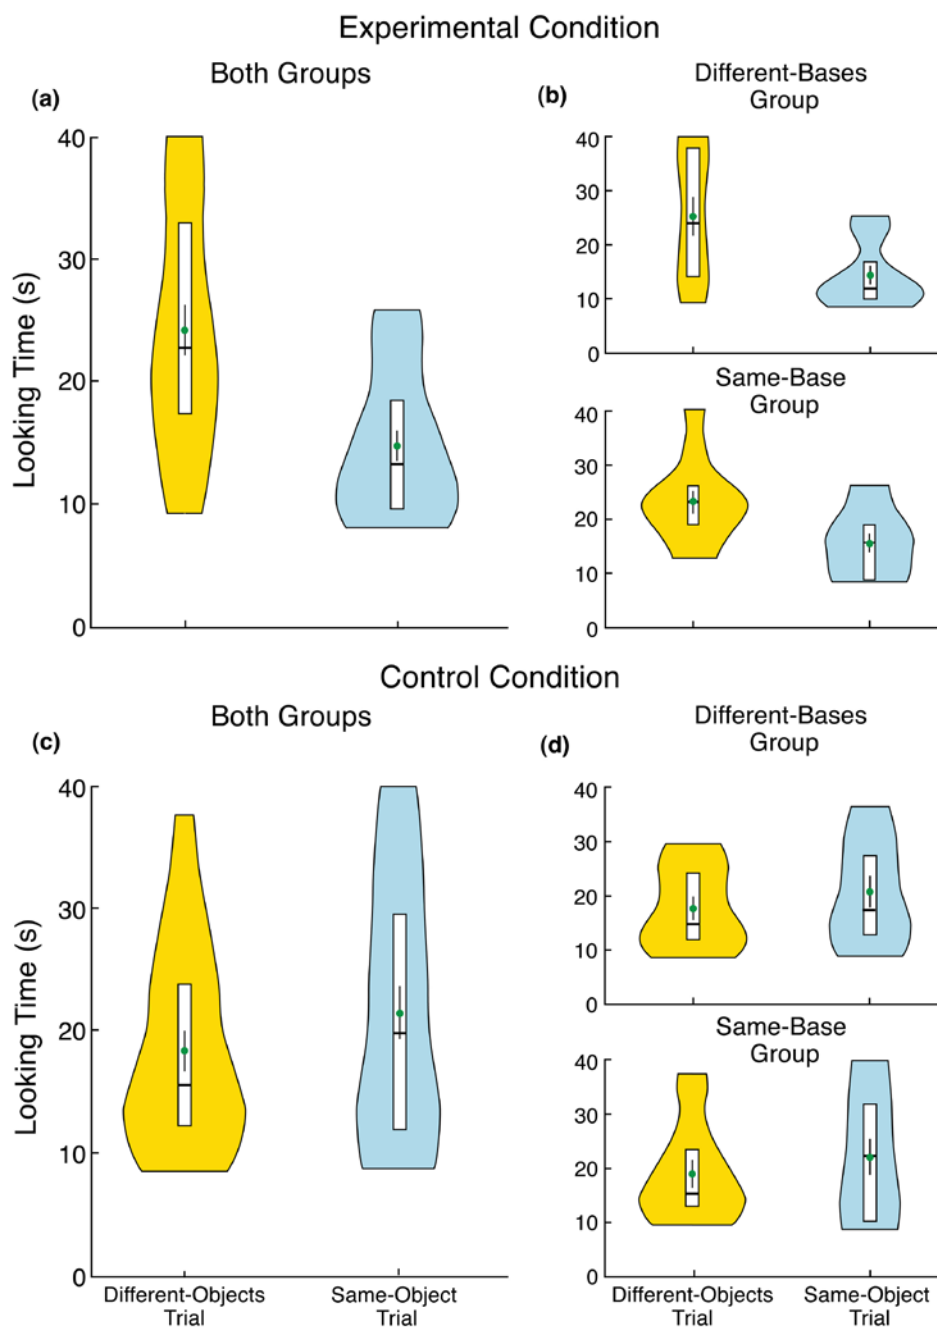 Experimental Condition
Both Groups
(a)
40
30
20
10
0
Looking Time (s)
Different-Bases
Group
(b)
40
30
20
10
0
Same-Base
Group
40
30
20
10
0
Control Condition
Both Groups
(c)
40
30
20
10
0
Looking Time (s)
Different-Objects
Trial
Same-Object
Trial
Different-Bases
Group
(d)
40
30
20
10
0
Same-Base
Group
40
30
20
10
0
Different-Objects
Trial
Same-Object
Trial